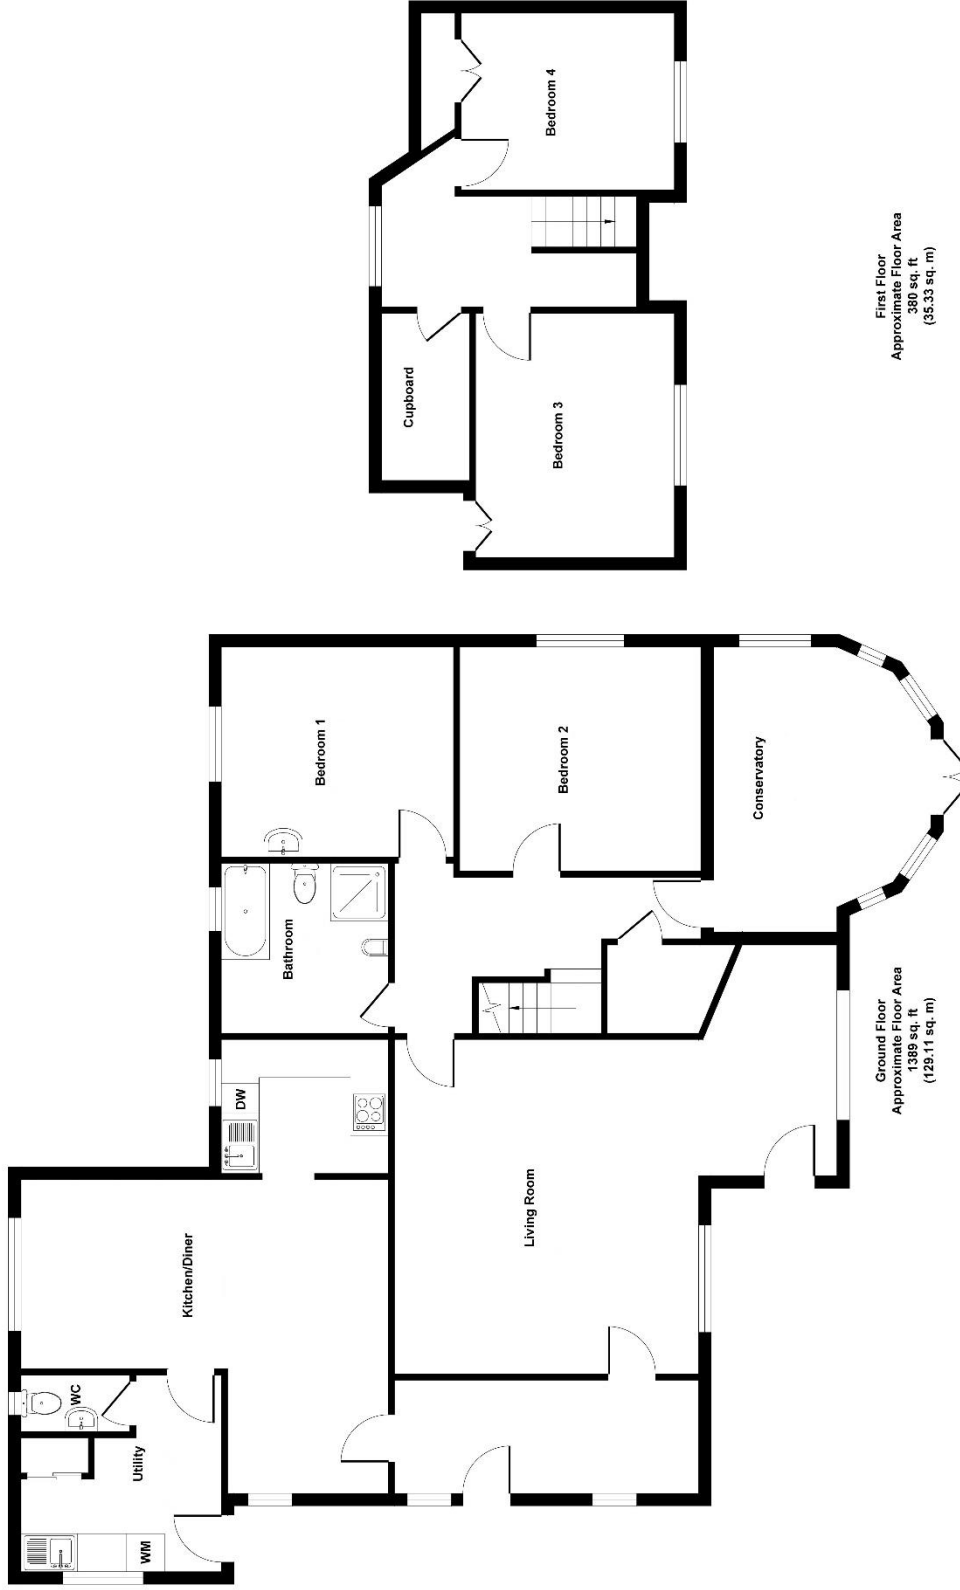 Bedroom 4
Cupboard
Bedroom 3
First Floor
Approximate Floor Area
380 sq. ft
(35.33 sq. m)
Bedroom 1
Bedroom 2
Conservatory
Bathroom
DW
Kitchen/Diner
Living Room
WC
Utility
WM
Ground Floor
Approximate Floor Area
1389 sq. ft
(129.11 sq. m)